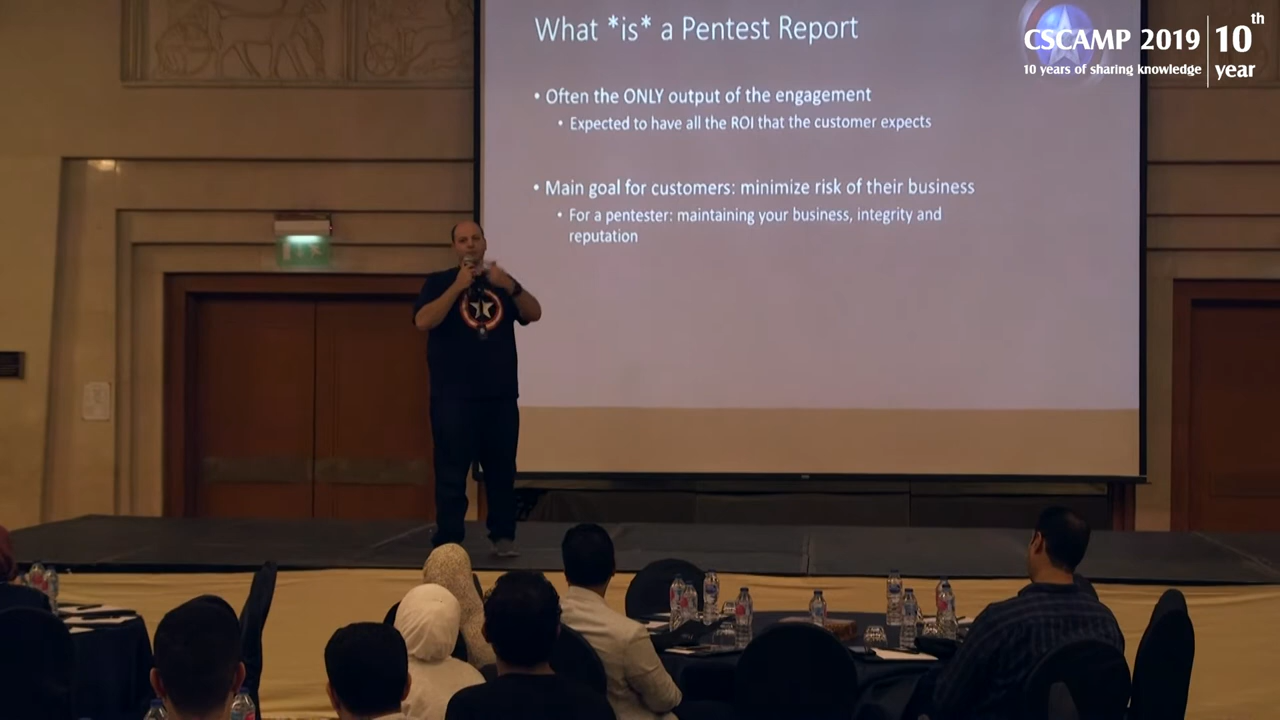 What *is* a Pentest Report
• Often the ONLY output of the engagement
• Expected to have all the ROI that the customer expects
• Main goal for customers: minimize risk of their business
• For a pentester: maintaining your business, integrity and
reputation
CSCAMP 2019
10 years of sharing knowledge
10th
year